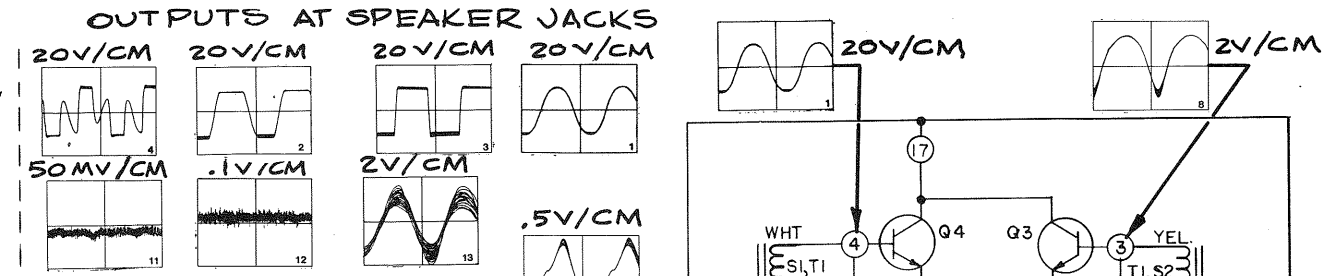 OUTPUTS AT SPEAKER JACKS
20V/CM 20V/CM 20V/CM 20V/CM
4 2 3 1
50MV/CM .1V/CM 2V/CM
.5V/CM
11 12 13
20V/CM 2V/CM
1 8
17
WHT 4 Q4 Q3 3 YEL.
S1,T1 T1,S2